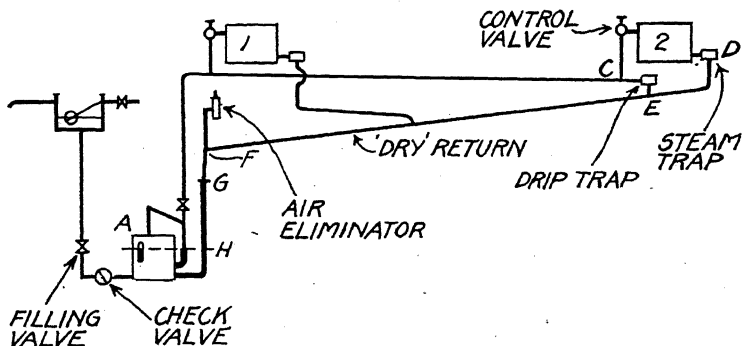 CONTROL
VALVE
1
2
D
C
E
STEAM
TRAP
'DRY' RETURN
DRIP TRAP
F
G
AIR
ELIMINATOR
A
H
FILLING
VALVE
CHECK
VALVE